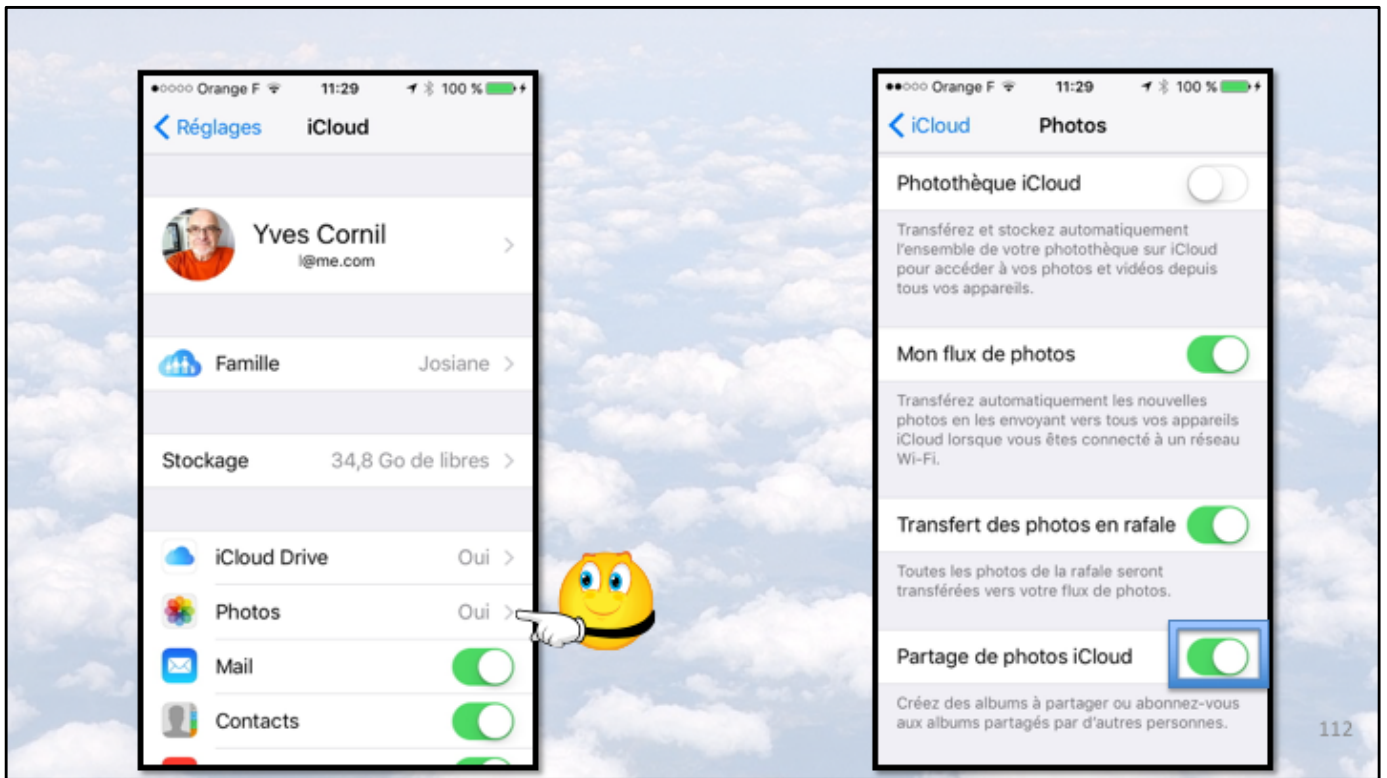 Orange F 11:29 100 %
Réglages iCloud
Yves Cornil
l@me.com
Famille Josiane
Stockage 34,8 Go de libres
iCloud Drive Oui
Photos Oui
Mail
Contacts
Orange F 11:29 100 %
iCloud Photos
Photothèque iCloud
Transférez et stockez automatiquement
l'ensemble de votre photothèque sur iCloud
pour accéder à vos photos et vidéos depuis
tous vos appareils.
Mon flux de photos
Transférez automatiquement les nouvelles
photos en les envoyant vers tous vos appareils
iCloud lorsque vous êtes connecté à un réseau
Wi-Fi.
Transfert des photos en rafale
Toutes les photos de la rafale seront
transférées vers votre flux de photos.
Partage de photos iCloud
Créez des albums à partager ou abonnez-vous
aux albums partagés par d'autres personnes.
112